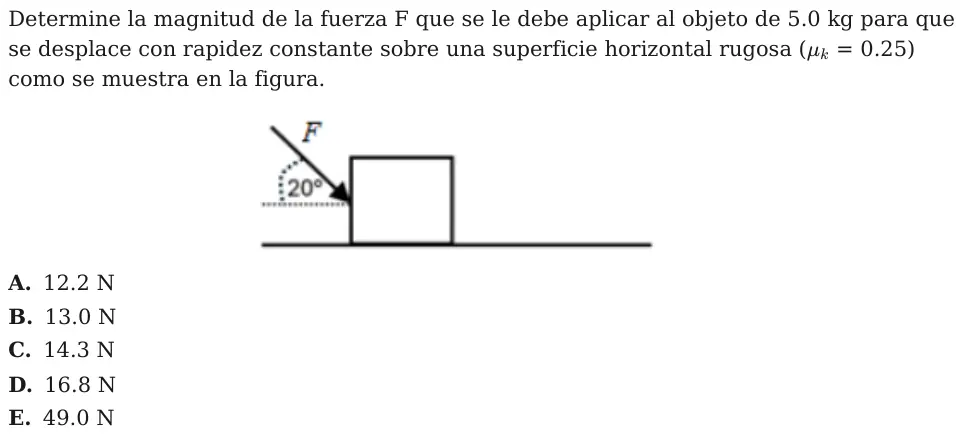 Determine la magnitud de la fuerza F que se le debe aplicar al objeto de 5.0 kg para que
se desplace con rapidez constante sobre una superficie horizontal rugosa (μk = 0.25)
como se muestra en la figura.
F
20°
A. 12.2 N
B. 13.0 N
C. 14.3 N
D. 16.8 N
E. 49.0 N